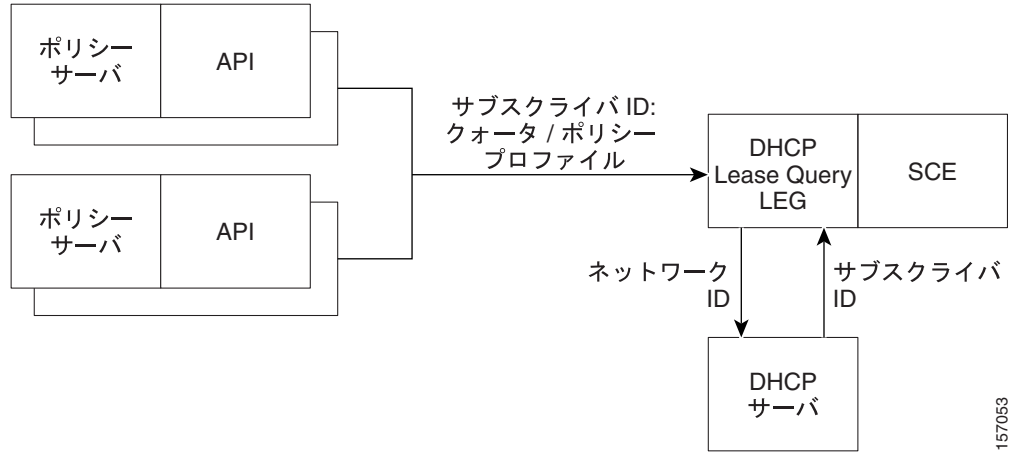 ポリシー
サーバ
API
サブスクライバ ID:
クォータ / ポリシー
プロファイル
DHCP
Lease Query
LEG
SCE
ポリシー
サーバ
API
ネットワーク
ID
サブスクライバ
ID
DHCP
サーバ
157053